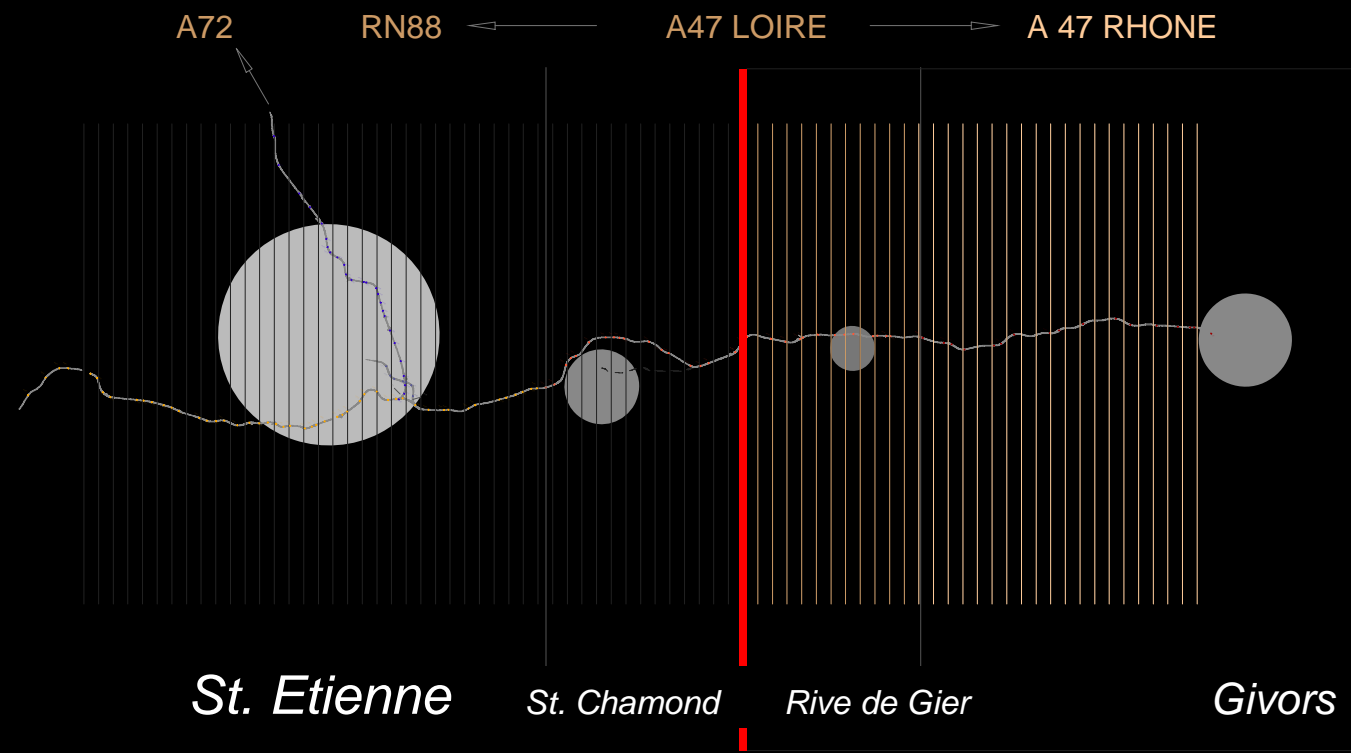 A72 RN88 A47 LOIRE A 47 RHONE
St. Etienne St. Chamond Rive de Gier Givors